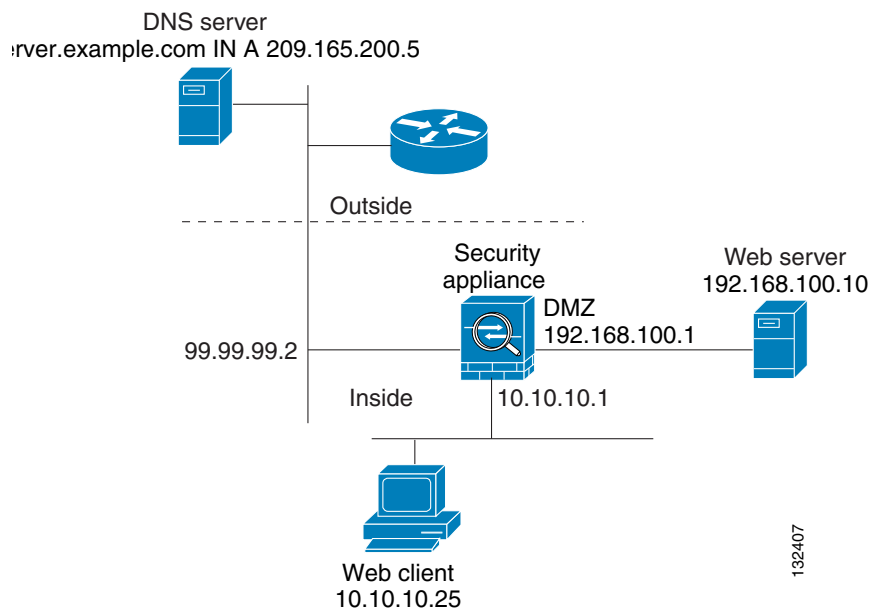 DNS server
erver.example.com IN A 209.165.200.5
Outside
Security
appliance
Web server
192.168.100.10
DMZ
192.168.100.1
99.99.99.2
Inside
10.10.10.1
Web client
10.10.10.25
132407